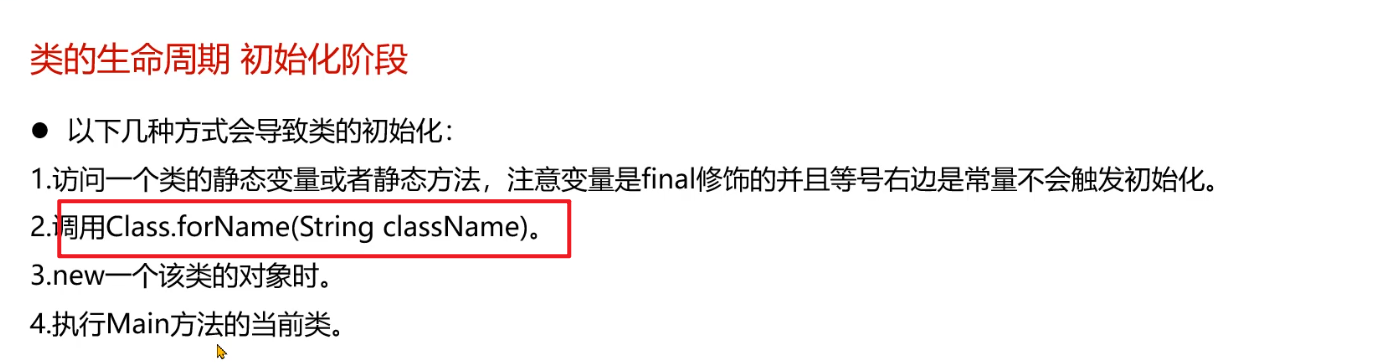 类的生命周期 初始化阶段
● 以下几种方式会导致类的初始化：
1.访问一个类的静态变量或者静态方法，注意变量是final修饰的并且等号右边是常量不会触发初始化。
2.调用Class.forName(String className)。
3.new一个该类的对象时。
4.执行Main方法的当前类。